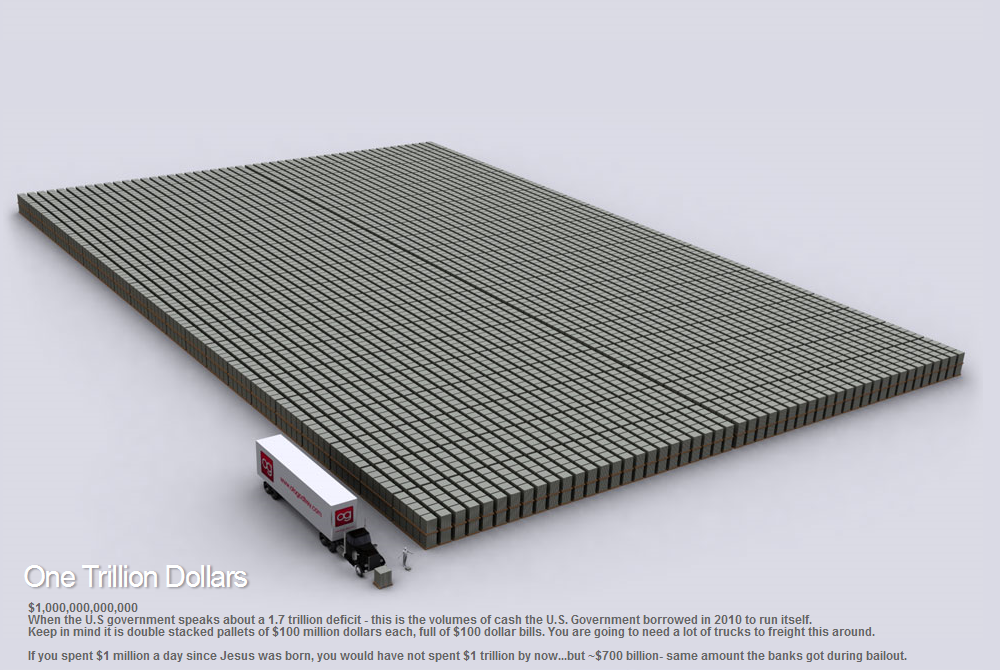 og
og
One Trillion Dollars
$1,000,000,000,000
When the U.S government speaks about a 1.7 trillion deficit - this is the volumes of cash the U.S. Government borrowed in 2010 to run itself.
Keep in mind it is double stacked pallets of $100 million dollars each, full of $100 dollar bills. You are going to need a lot of trucks to freight this around.
If you spent $1 million a day since Jesus was born, you would have not spent $1 trillion by now...but ~$700 billion- same amount the banks got during bailout.